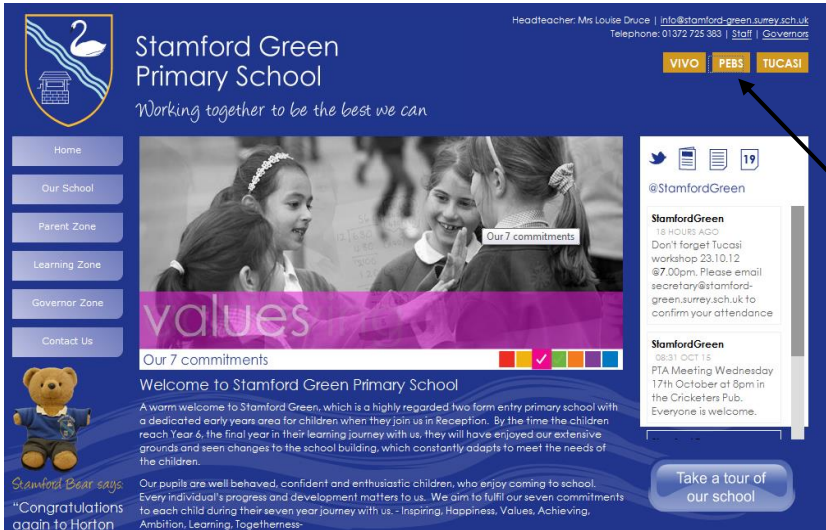 Headteacher: Mrs Louise Druce | info@stamford-green.surrey.sch.uk
Telephone: 01372 725 383 | Staff | Governors
Stamford Green
Primary School
Working together to be the best we can
VIVO
PEBS
TUCASI
Home
Our School
Parent Zone
Learning Zone
Governor Zone
Contact Us
Our 7 commitments
values
Our 7 commitments
19
@StamfordGreen
StamfordGreen
18 HOURS AGO
Don't forget Tucasi
workshop 23.10.12
@7.00pm. Please email
secretary@stamford-
green.surrey.sch.uk to
confirm your attendance
StamfordGreen
08:31 OCT 15
PTA Meeting Wednesday
17th October at 8pm in
the Cricketers Pub.
Everyone is welcome.
Take a tour of
our school
Welcome to Stamford Green Primary School
A warm welcome to Stamford Green, which is a highly regarded two form entry primary school with
a dedicated early years area for children when they join us in Reception. By the time the children
reach Year 6, the final year in their learning journey with us, they will have enjoyed our extensive
grounds and seen changes to the school building, which constantly adapts to meet the needs of
the children.
Our pupils are well behaved, confident and enthusiastic children, who enjoy coming to school.
Every individual's progress and development matters to us. We aim to fulfil our seven commitments
to each child during their seven year journey with us. - Inspiring, Happiness, Values, Achieving,
Ambition, Learning, Togetherness-
Stamford Bear says:
"Congratulations
again to Horton